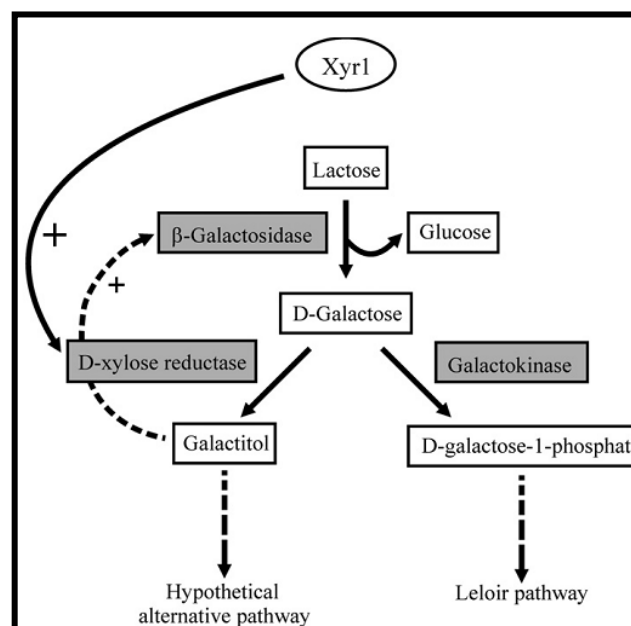 Xyr1
Lactose
+
β-Galactosidase
Glucose
+
D-Galactose
D-xylose reductase
Galactokinase
Galactitol
D-galactose-1-phosphat
Hypothetical
alternative pathway
Leloir pathway